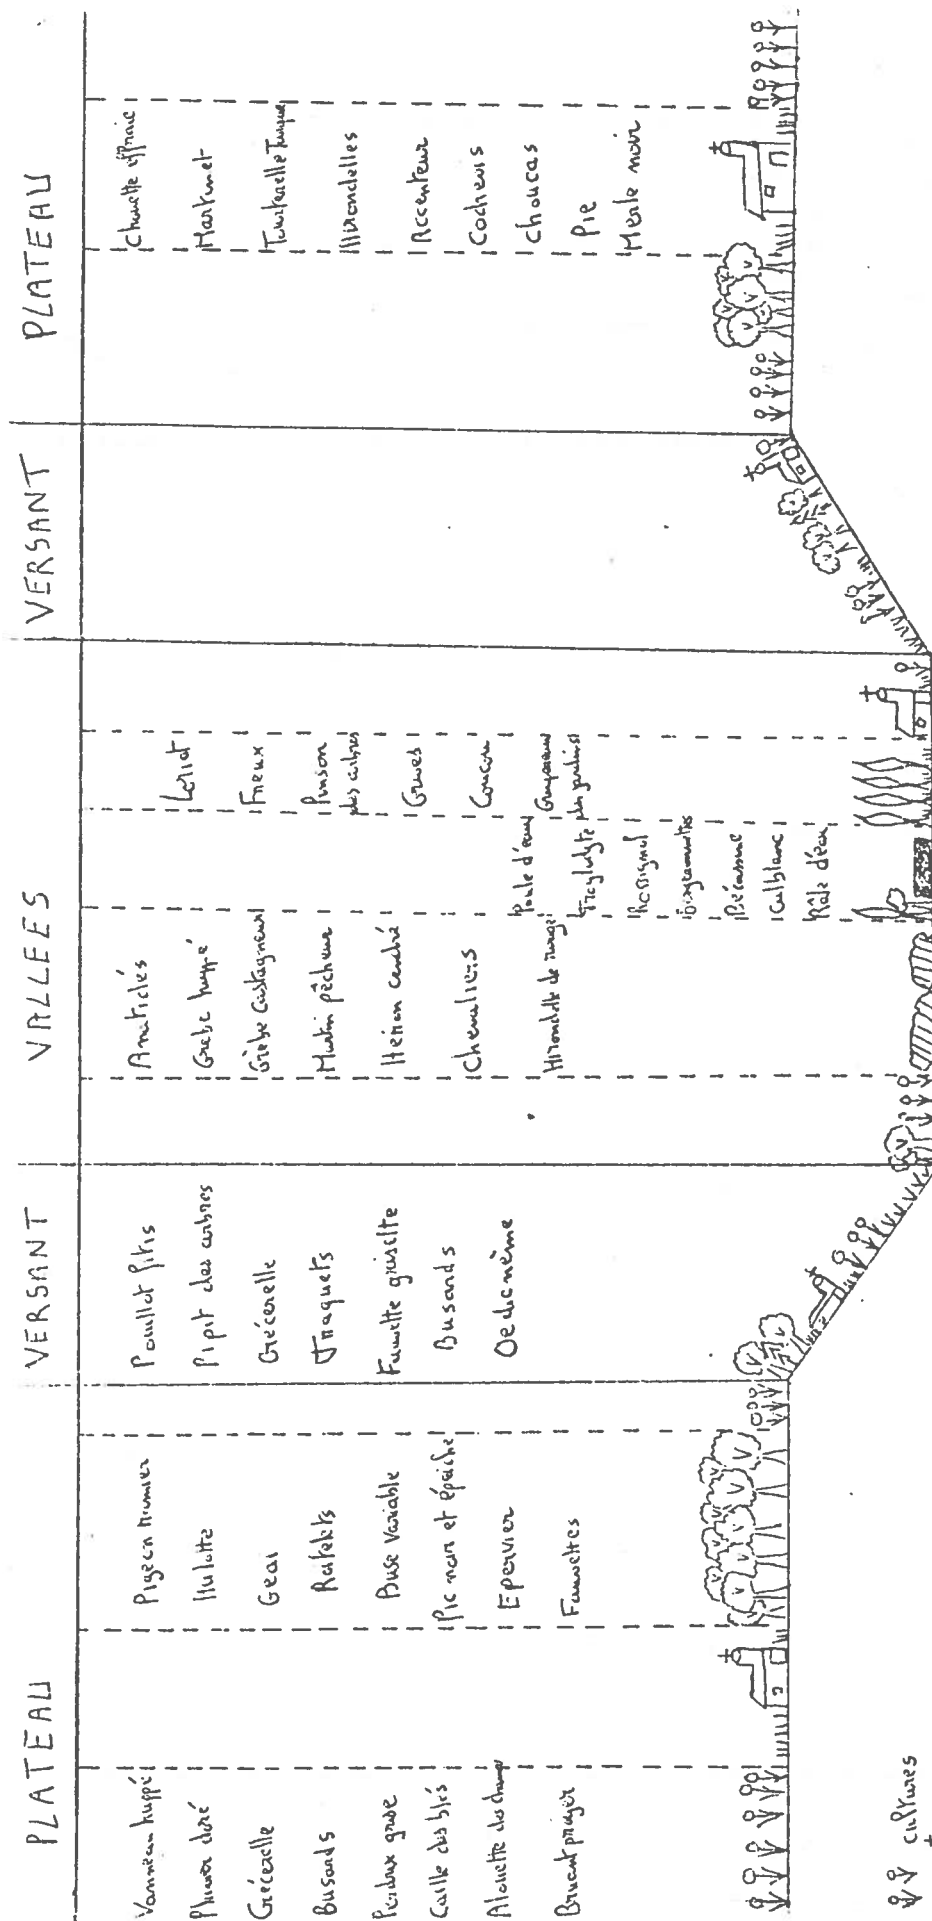 PLATEAU
VERSANT
VALLEES
VERSANT
PLATEAU
Vanneau huppé
Pluvier doré
Crécerelle
Busards
Perdrix grise
Caille des blés
Alouette des champs
Bruant proyer
Pigeon ramier
Hulotte
Geai
Roitelets
Buse Variable
Pic noir et épeiche
Epervier
Fauvettes
Pouillot fitis
Pipit des arbres
Crécerelle
Traquets
Fauvette grisette
Busards
Oedicnème
Anatidés
Grèbe huppé
Grèbe castagneux
Martin pêcheur
Héron cendré
Chevaliers
Hirondelle de rivage
Poule d'eau
Troglodyte
Rossignol
Bergeronnettes
Bécassine
Culblanc
Râle d'eau
Loriot
Freux
Pinson
des arbres
Grives
Coucou
Grimpereau
des jardins
Chouette effraie
Martinet
Tourterelle Turque
Hirondelles
Accenteur
Cochevis
Choucas
Pie
Merle noir
cultures